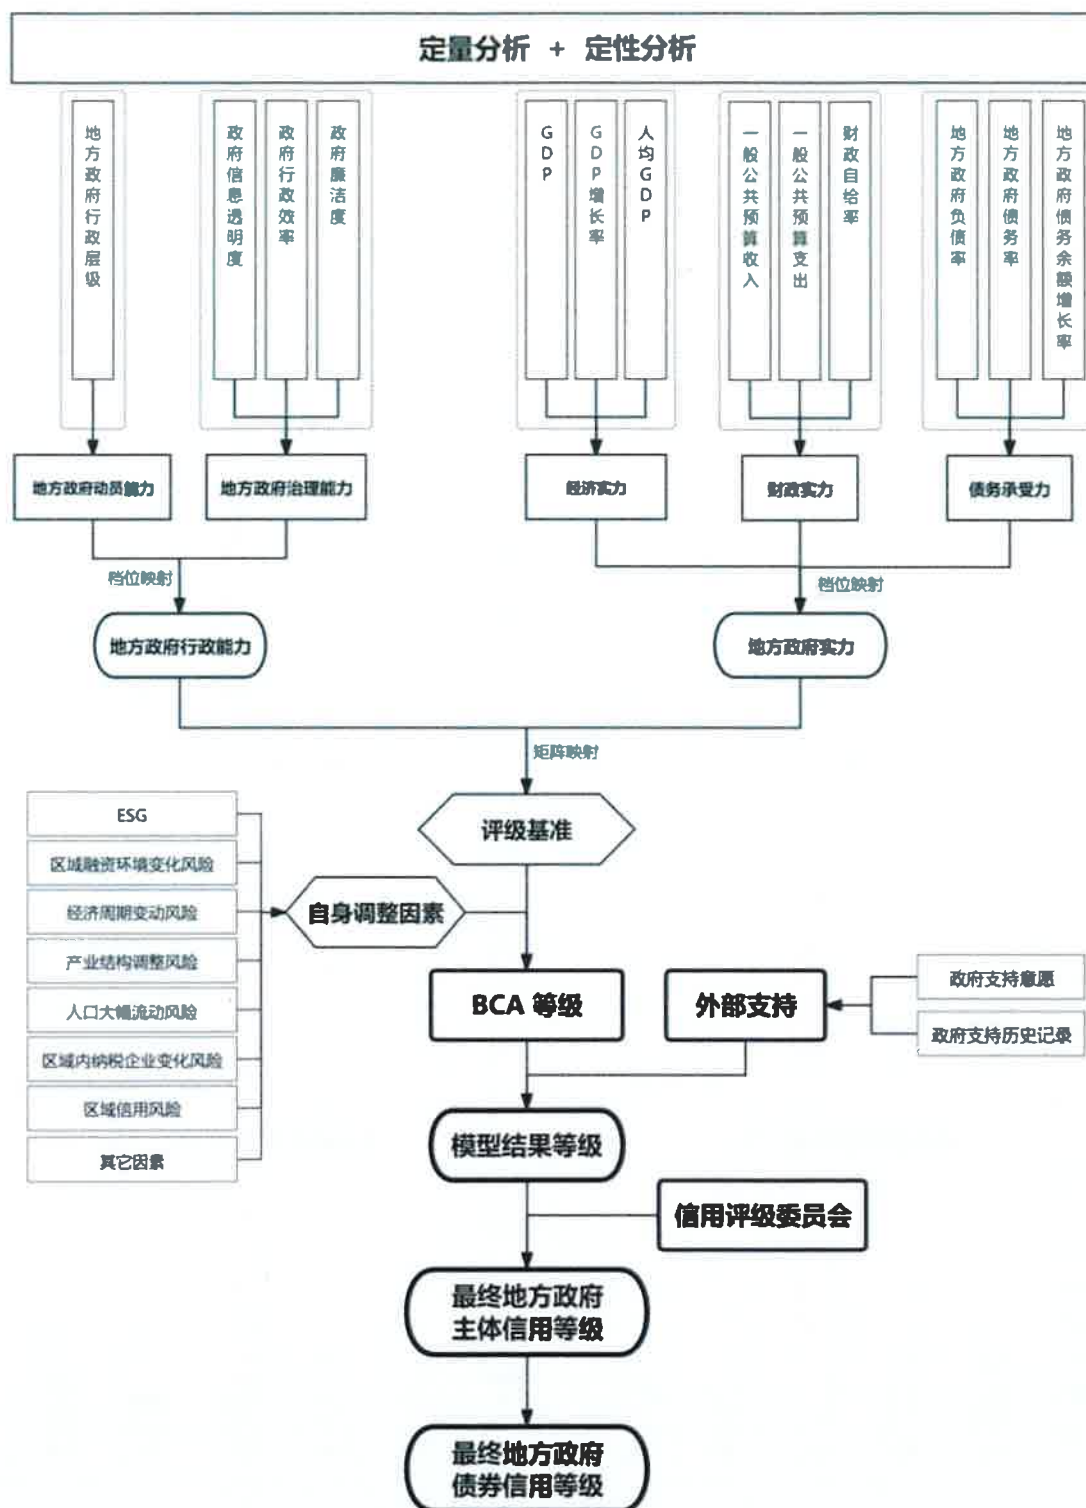 定量分析 + 定性分析
地方政府行政层级
政府信息透明度
政府行政效率
政府廉洁度
GDP
GDP增长率
人均GDP
一般公共预算收入
一般公共预算支出
财政自给率
地方政府负债率
地方政府债务率
地方政府债务余额增长率
地方政府动员能力
地方政府治理能力
经济实力
财政实力
债务承受力
档位映射
档位映射
地方政府行政能力
地方政府实力
矩阵映射
ESG
评级基准
区域融资环境变化风险
经济周期变动风险
自身调整因素
产业结构调整风险
政府支持意愿
人口大幅流动风险
BCA 等级
外部支持
区域内纳税企业变化风险
政府支持历史记录
区域信用风险
其它因素
模型结果等级
信用评级委员会
最终地方政府
主体信用等级
最终地方政府
债券信用等级